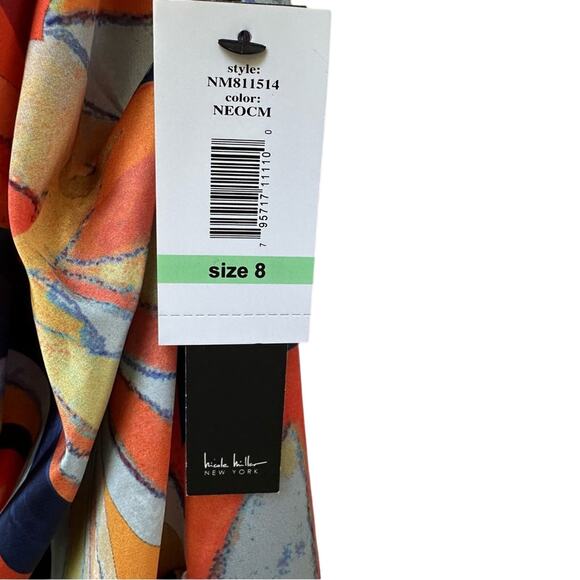 style:
NM811514
color:
NEOCM
7 95717 11110 0
size 8
nicole miller
NEW YORK